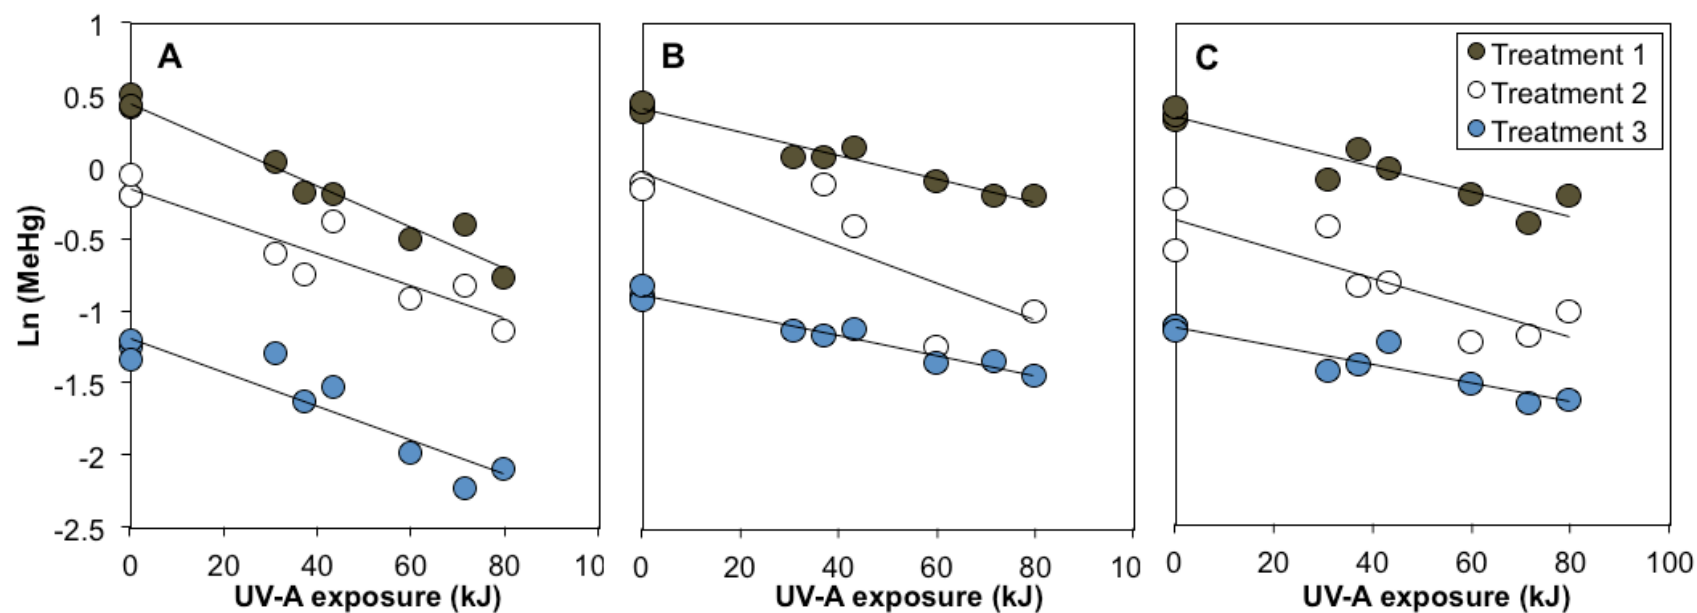 A
B
C
Treatment 1
Treatment 2
Treatment 3
Ln (MeHg)
1
0.5
0
-0.5
-1
-1.5
-2
-2.5
0 20 40 60 80 10
0 20 40 60 80 10
0 20 40 60 80 100
UV-A exposure (kJ)
UV-A exposure (kJ)
UV-A exposure (kJ)